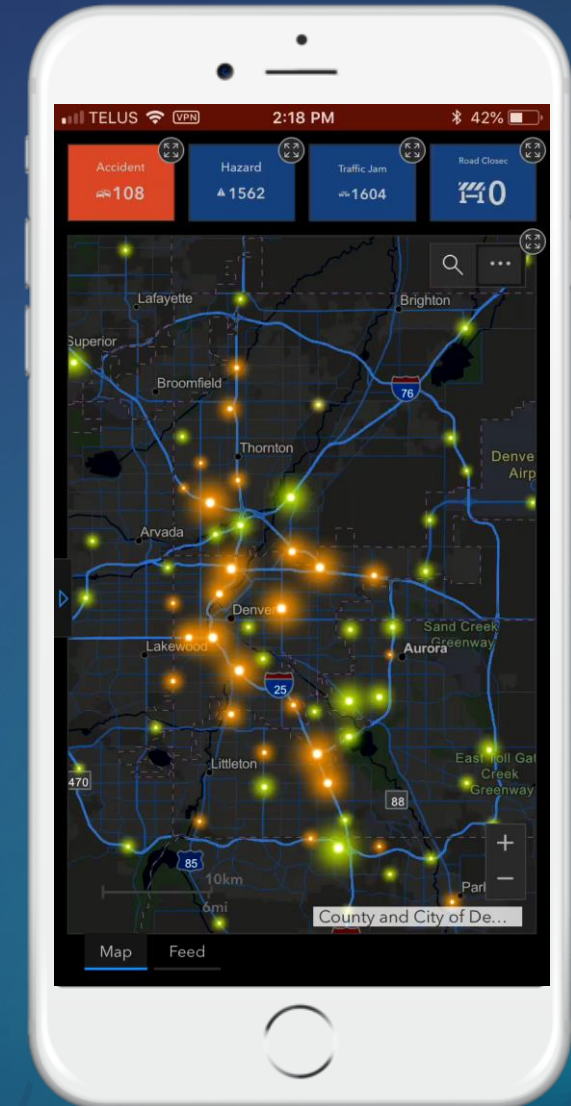 TELUS VPN 2:18 PM 42%
Accident
108
Hazard
1562
Traffic Jam
1604
Road Closec
0
Lafayette
Brighton
Superior
Broomfield
76
Thornton
Denve
Airp
Arvada
Denver
Sand Creek
Greenway
Lakewood
Aurora
25
Littleton
East Toll Gat
Creek
Greenway
470
88
85
10km
6mi
Parl
County and City of De...
Map Feed